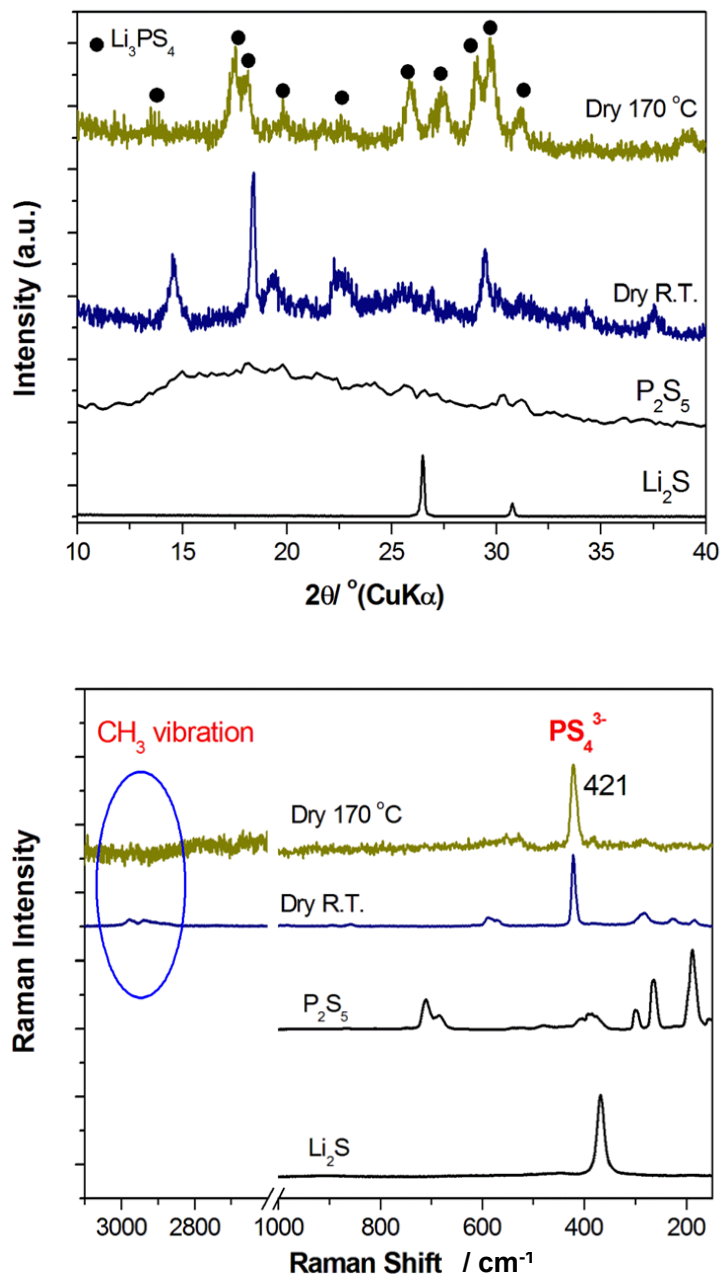 ● Li₃PS₄
Dry 170 °C
Dry R.T.
P₂S₅
Li₂S
Intensity (a.u.)
10 15 20 25 30 35 40
2θ/ °(CuKα)
CH₃ vibration
PS₄³⁻
421
Dry 170 °C
Dry R.T.
P₂S₅
Li₂S
Raman Intensity
3000 2800 1000 800 600 400 200
Raman Shift / cm⁻¹